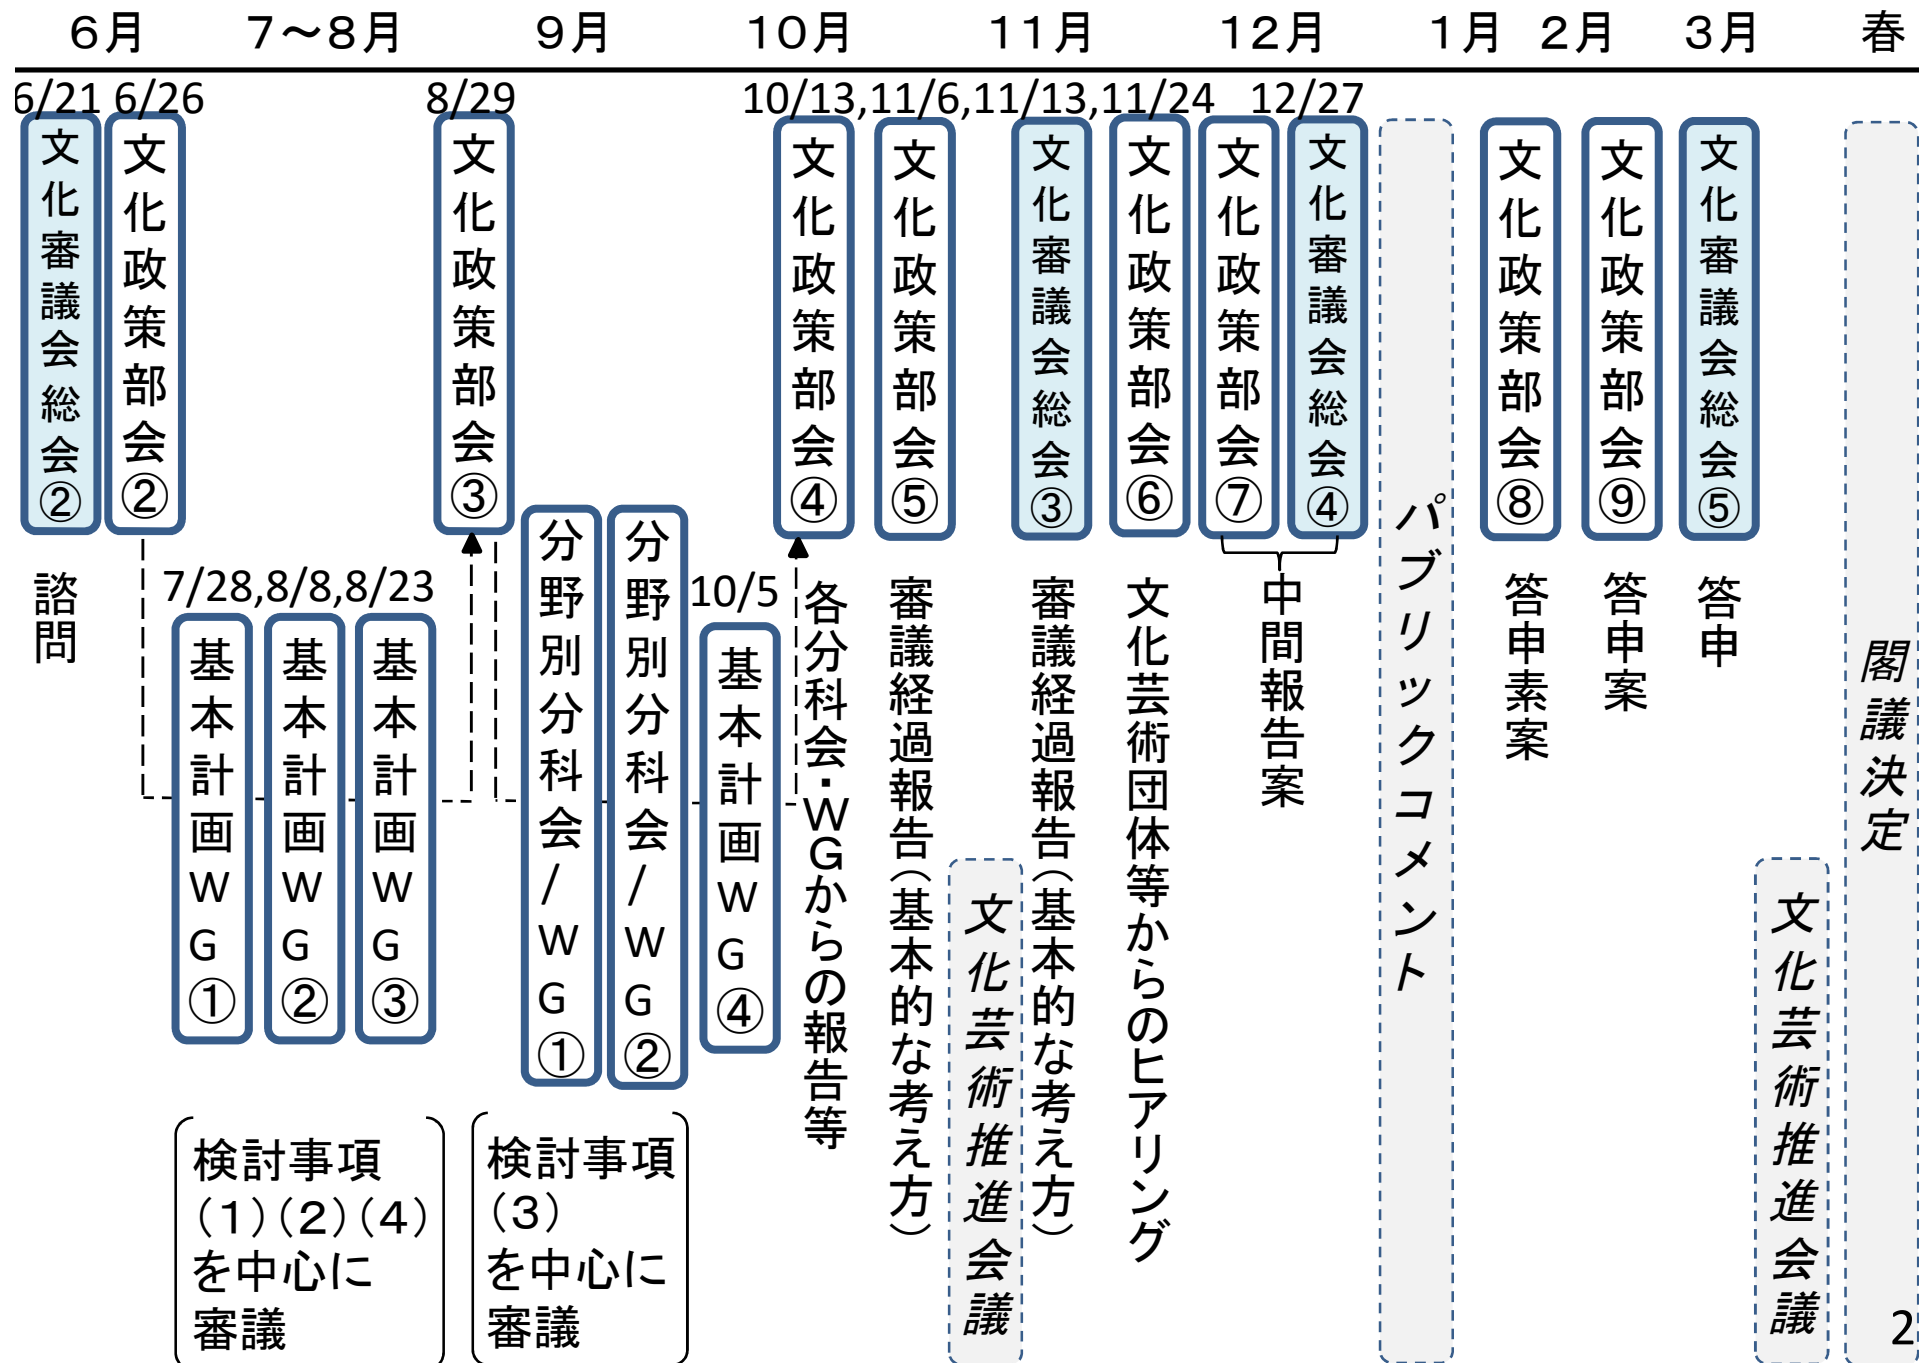 6月 7～8月 9月 10月 11月 12月 1月 2月 3月 春
6/21 6/26 8/29 10/13,11/6,11/13,11/24 12/27
文化審議会総会②
文化政策部会②
文化政策部会③
文化政策部会④
文化政策部会⑤
文化審議会総会③
文化政策部会⑥
文化政策部会⑦
文化審議会総会④
パブリックコメント
文化政策部会⑧
文化政策部会⑨
文化審議会総会⑤
閣議決定
諮問
7/28,8/8,8/23
基本計画WG①
基本計画WG②
基本計画WG③
分野別分科会/WG①
分野別分科会/WG②
10/5
基本計画WG④
各分科会・WGからの報告等
審議経過報告（基本的な考え方）
文化芸術推進会議
審議経過報告（基本的な考え方）
文化芸術団体等からのヒアリング
中間報告案
答申素案
答申案
答申
文化芸術推進会議
検討事項
（1）（2）（4）
を中心に
審議
検討事項
（3）
を中心に
審議
2